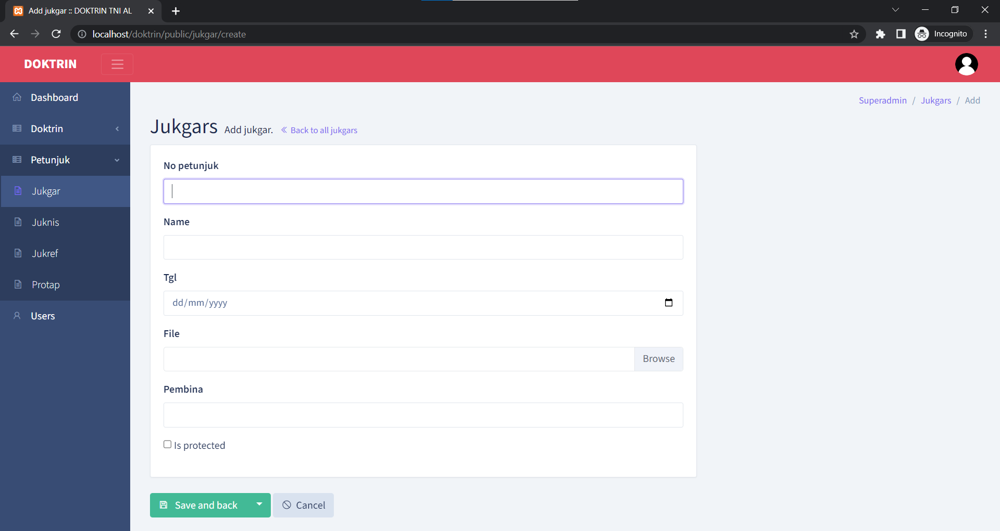 Add jukgar :: DOKTRIN TNI AL
localhost/doktrin/public/jukgar/create
Incognito
DOKTRIN
Dashboard
Doktrin
Petunjuk
Jukgar
Juknis
Jukref
Protap
Users
Superadmin / Jukgars / Add
Jukgars Add jukgar. « Back to all jukgars
No petunjuk
Name
Tgl
dd/mm/yyyy
File
Browse
Pembina
Is protected
Save and back
Cancel